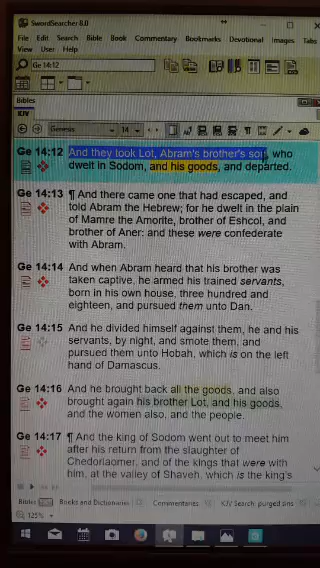 SwordSearcher 8.0
File Edit Search Bible Book Commentary Bookmarks Devotional Images Tabs
View User Help
Ge 14:12
Bibles
KJV
Genesis 14
Ge 14:12 And they took Lot, Abram's brother's son, who
dwelt in Sodom, and his goods, and departed.
Ge 14:13 ¶ And there came one that had escaped, and
told Abram the Hebrew; for he dwelt in the plain
of Mamre the Amorite, brother of Eshcol, and
brother of Aner: and these were confederate
with Abram.
Ge 14:14 And when Abram heard that his brother was
taken captive, he armed his trained servants,
born in his own house, three hundred and
eighteen, and pursued them unto Dan.
Ge 14:15 And he divided himself against them, he and his
servants, by night, and smote them, and
pursued them unto Hobah, which is on the left
hand of Damascus.
Ge 14:16 And he brought back all the goods, and also
brought again his brother Lot, and his goods,
and the women also, and the people.
Ge 14:17 ¶ And the king of Sodom went out to meet him
after his return from the slaughter of
Chedorlaomer, and of the kings that were with
him, at the valley of Shaveh, which is the king's
Bibles Books and Dictionaries Commentaries KJV Search: purged sins
125%